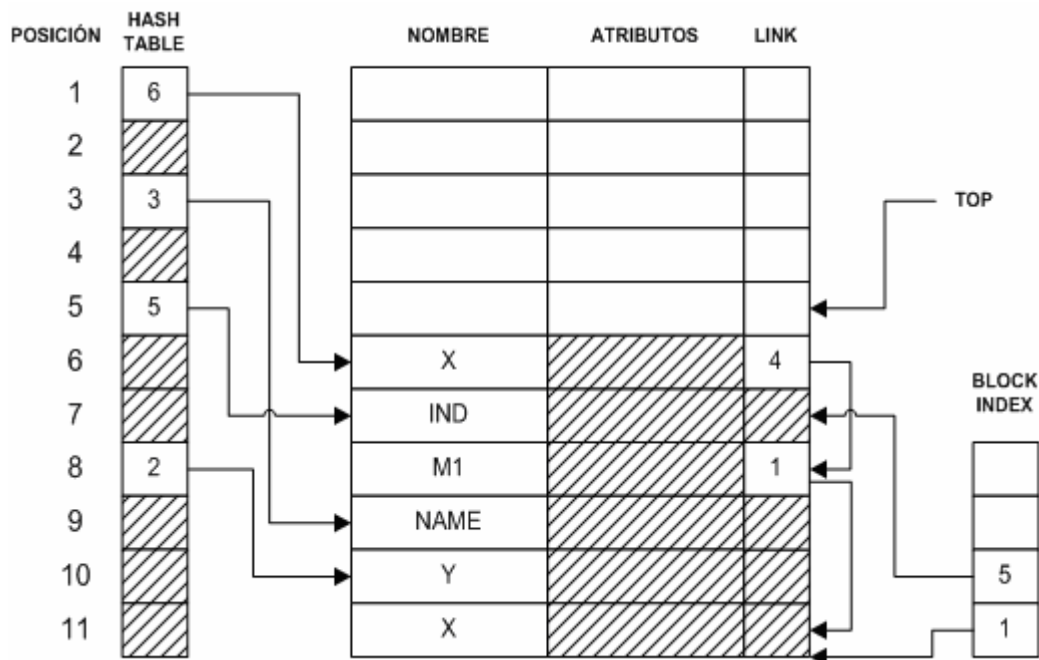 POSICIÓN HASH TABLE NOMBRE ATRIBUTOS LINK
1 6
2
3 3 TOP
4
5 5
6 X 4
BLOCK INDEX
7 IND
8 2 M1 1
9 NAME
10 Y 5
11 X 1